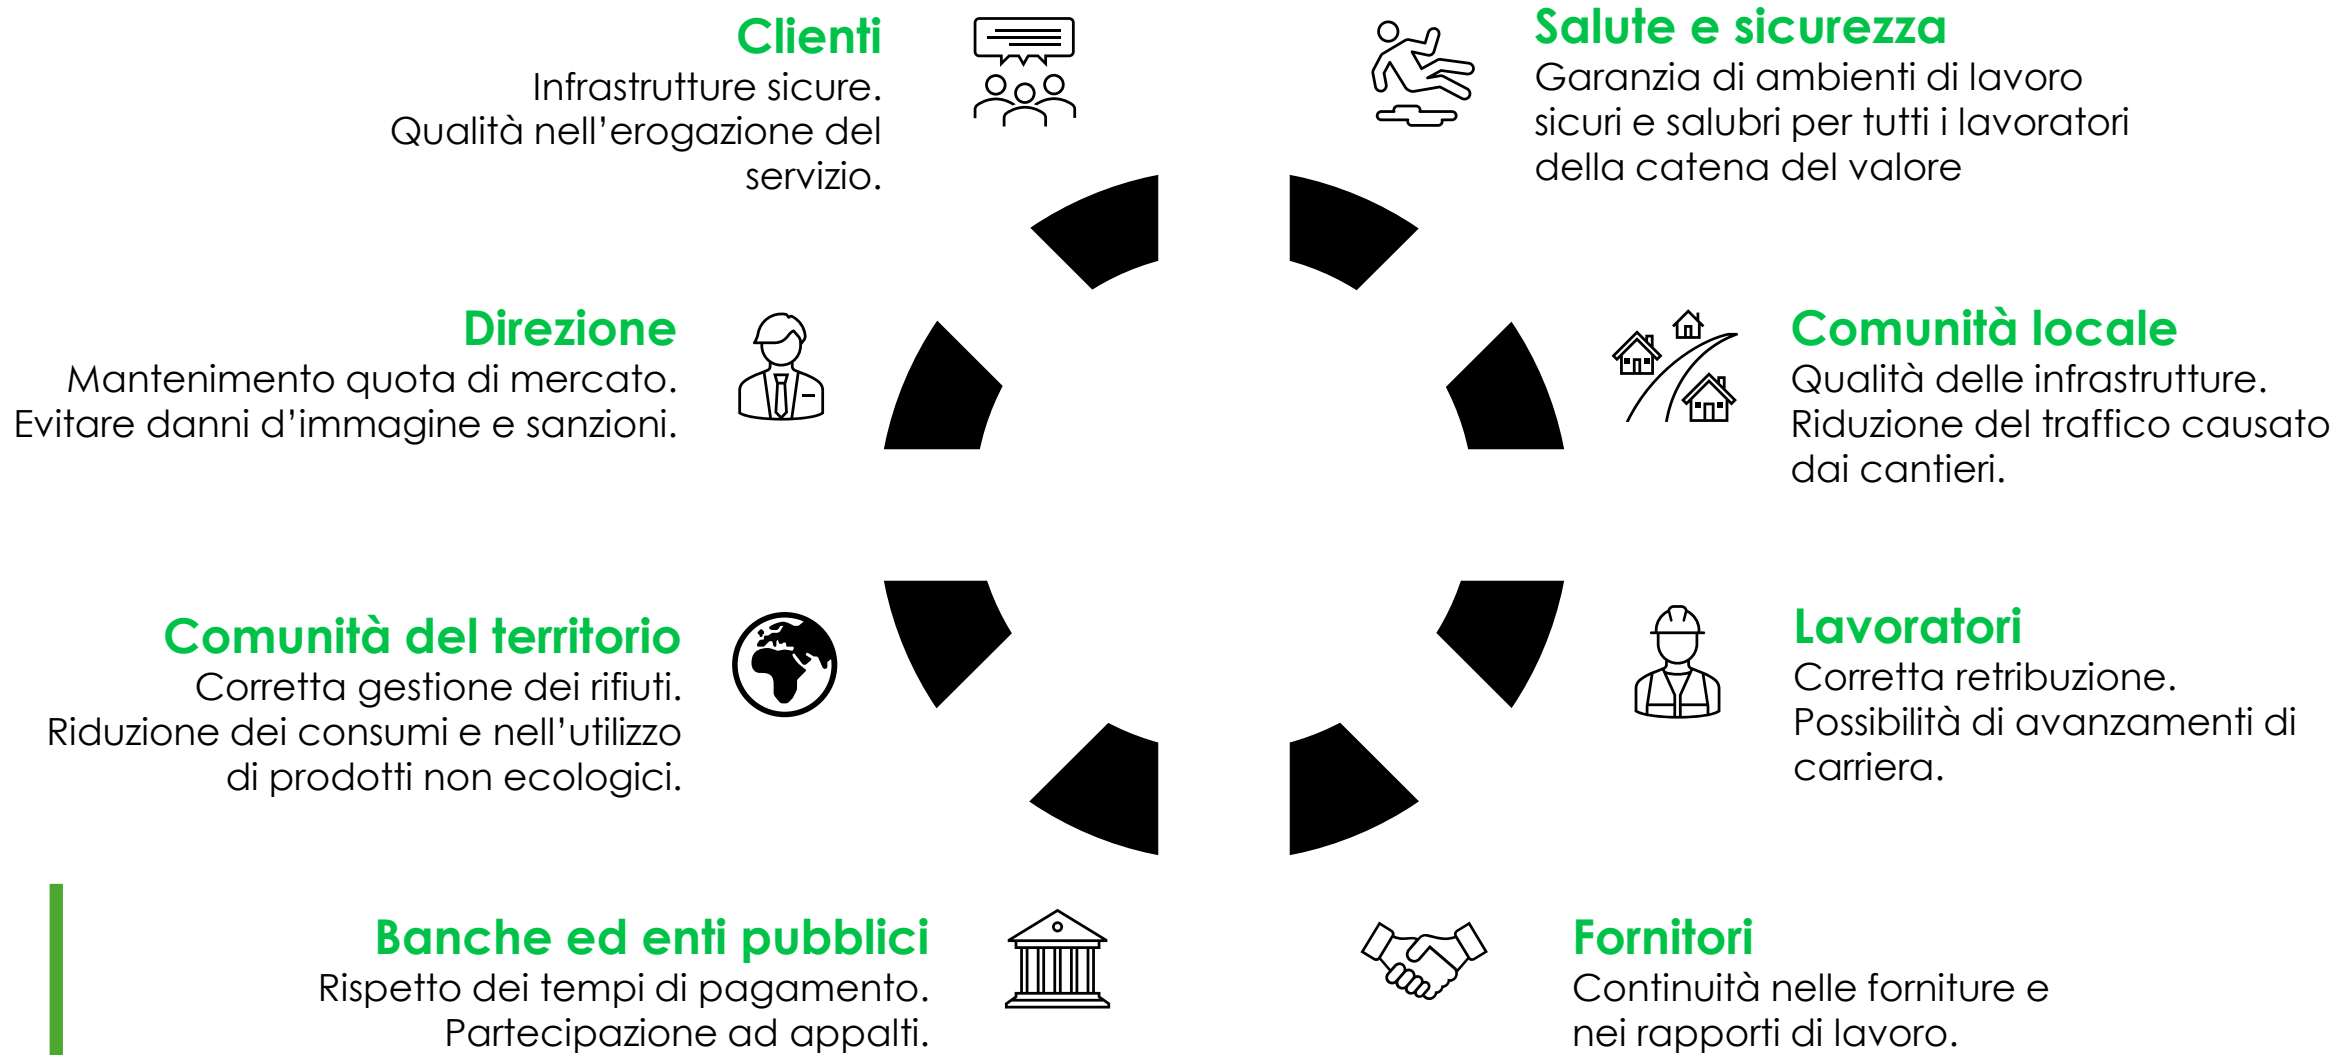 Clienti
Infrastrutture sicure.
Qualità nell’erogazione del
servizio.
Salute e sicurezza
Garanzia di ambienti di lavoro
sicuri e salubri per tutti i lavoratori
della catena del valore
Direzione
Mantenimento quota di mercato.
Evitare danni d’immagine e sanzioni.
Comunità locale
Qualità delle infrastrutture.
Riduzione del traffico causato
dai cantieri.
Comunità del territorio
Corretta gestione dei rifiuti.
Riduzione dei consumi e nell’utilizzo
di prodotti non ecologici.
Lavoratori
Corretta retribuzione.
Possibilità di avanzamenti di
carriera.
Banche ed enti pubblici
Rispetto dei tempi di pagamento.
Partecipazione ad appalti.
Fornitori
Continuità nelle forniture e
nei rapporti di lavoro.